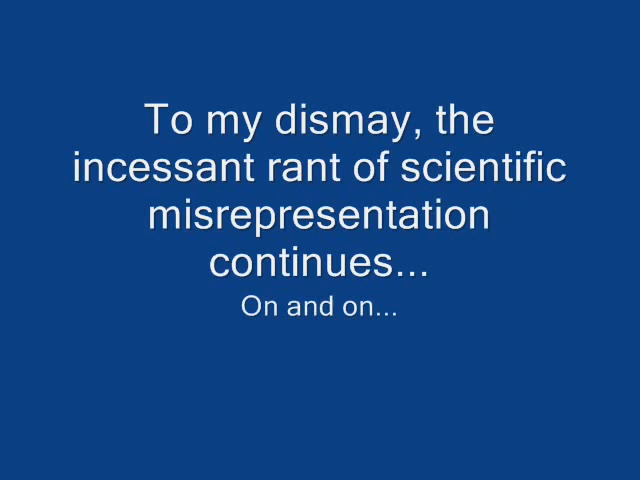 To my dismay, the
incessant rant of scientific
misrepresentation
continues...
On and on...